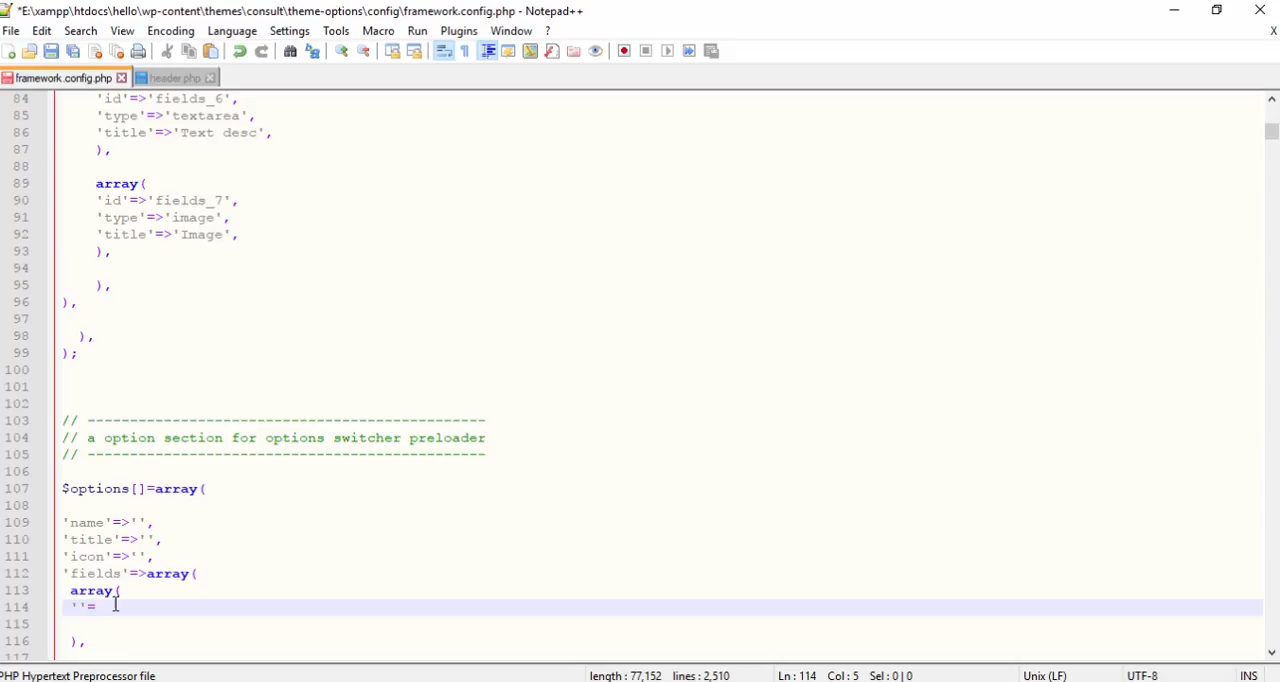 *E:\xampp\htdocs\hello\wp-content\themes\consult\theme-options\config\framework.config.php - Notepad++
File Edit Search View Encoding Language Settings Tools Macro Run Plugins Window ? X
framework.config.php header.php
84 'id'=>'fields_6',
85 'type'=>'textarea',
86 'title'=>'Text desc',
87 ),
88
89 array(
90 'id'=>'fields_7',
91 'type'=>'image',
92 'title'=>'Image',
93 ),
94
95 ),
96 ),
97
98 ),
99 );
100
101
102
103 // -----------------------------------------------
104 // a option section for options switcher preloader
105 // -----------------------------------------------
106
107 $options[]=array(
108
109 'name'=>'',
110 'title'=>'',
111 'icon'=>'',
112 'fields'=>array(
113 array(
114 ''=
115
116 ),
117
PHP Hypertext Preprocessor file length : 77,152 lines : 2,510 Ln : 114 Col : 5 Sel : 0 | 0 Unix (LF) UTF-8 INS